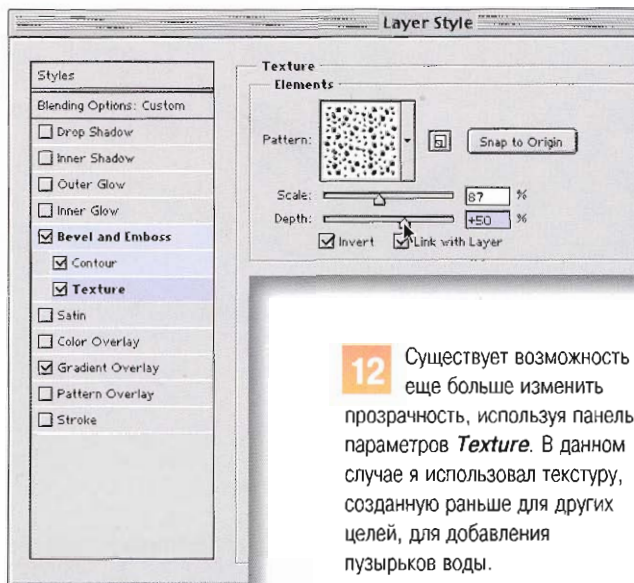 Layer Style
Styles
Blending Options: Custom
Drop Shadow
Inner Shadow
Outer Glow
Inner Glow
Bevel and Emboss
Contour
Texture
Satin
Color Overlay
Gradient Overlay
Pattern Overlay
Stroke
Texture
Elements
Pattern:
Snap to Origin
Scale: 87 %
Depth: +50 %
Invert Link with Layer
12 Существует возможность
еще больше изменить
прозрачность, используя панель
параметров Texture. В данном
случае я использовал текстуру,
созданную раньше для других
целей, для добавления
пузырьков воды.